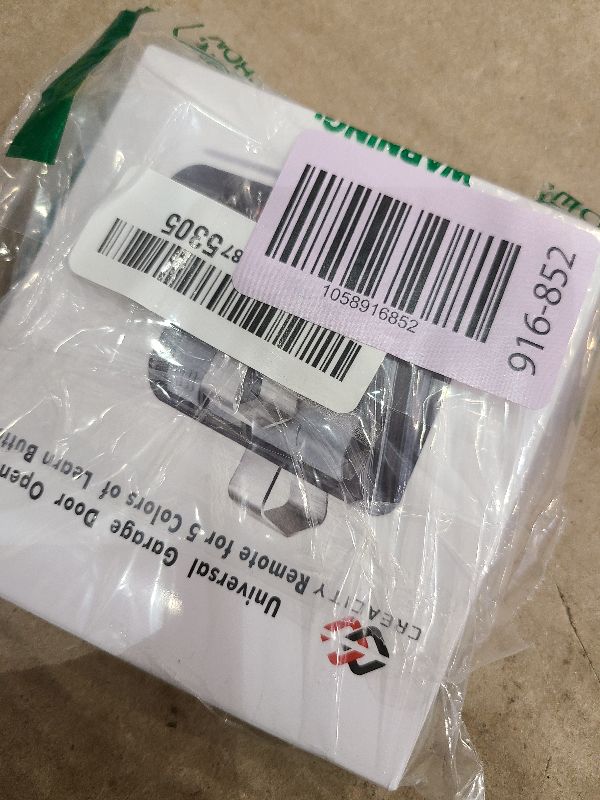 WARNING:
1058916852
916-852
875305
Universal Garage Door Open
CREACITY Remote for 5 Colors of Learn Butt